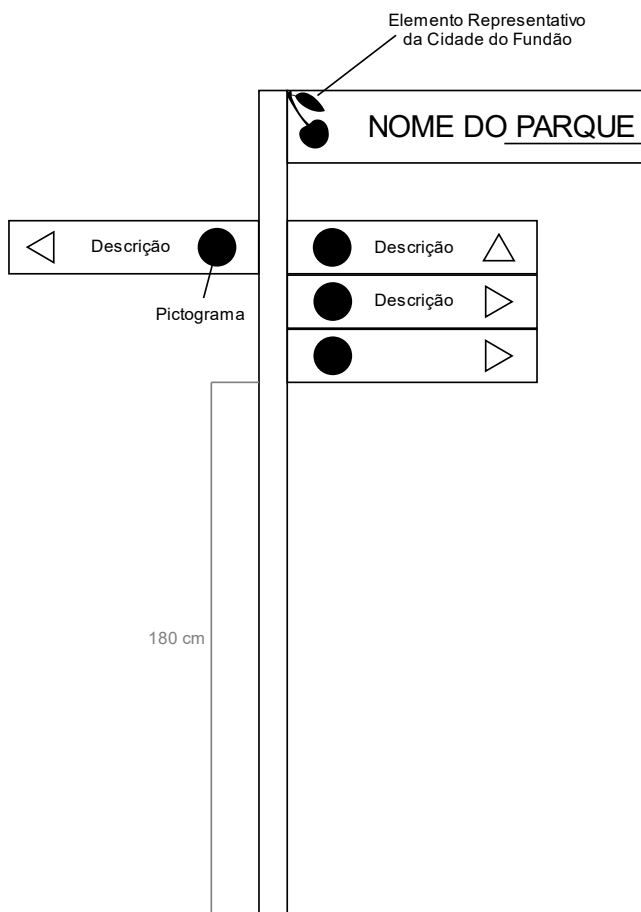 Elemento Representativo
da Cidade do Fundão
NOME DO PARQUE
Descrição
Descrição
Pictograma
Descrição
180 cm